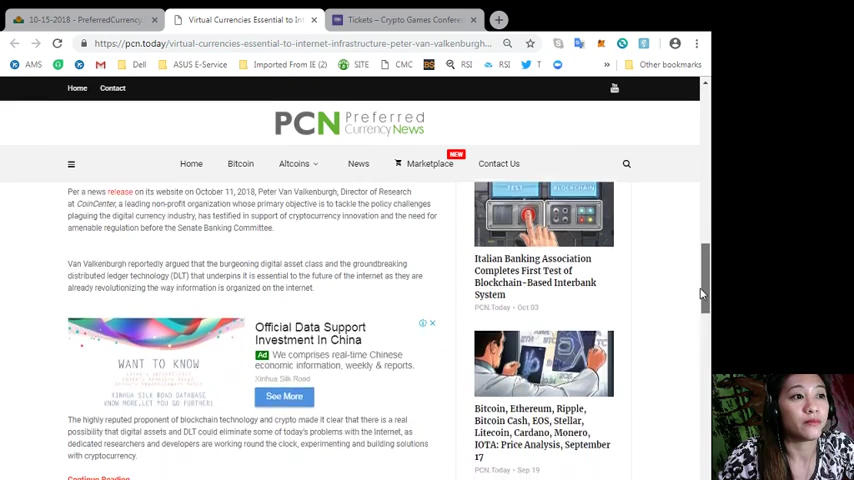 10-15-2018 - PreferredCurrency
Virtual Currencies Essential to Int
Tickets – Crypto Games Confere
https://pcn.today/virtual-currencies-essential-to-internet-infrastructure-peter-van-valkenburgh...
AMS
Dell
ASUS E-Service
Imported From IE (2)
SITE
CMC
RSI
RSI
T
»
Other bookmarks
Home
Contact
PCN Preferred
Currency News
NEW
Home
Bitcoin
Altcoins
News
Marketplace
Contact Us
Per a news release on its website on October 11, 2018, Peter Van Valkenburgh, Director of Research
at CoinCenter, a leading non-profit organization whose primary objective is to tackle the policy challenges
plaguing the digital currency industry, has testified in support of cryptocurrency innovation and the need for
amenable regulation before the Senate Banking Committee.
Van Valkenburgh reportedly argued that the burgeoning digital asset class and the groundbreaking
distributed ledger technology (DLT) that underpins it is essential to the future of the internet as they are
already revolutionizing the way information is organized on the internet.
WANT TO KNOW
XINHUA SILK ROAD DATABASE
KNOW MORE,LET YOU GO FURTHER!
Official Data Support
Investment In China
Ad We comprises real-time Chinese
economic information, weekly & reports.
Xinhua Silk Road
See More
The highly reputed proponent of blockchain technology and crypto made it clear that there is a real
possibility that digital assets and DLT could eliminate some of today's problems with the Internet, as
dedicated researchers and developers are working round the clock, experimenting and building solutions
with cryptocurrency.
Continue Reading
TEST
BLOCKCHAIN
Italian Banking Association
Completes First Test of
Blockchain-Based Interbank
System
PCN.Today • Oct 03
Bitcoin, Ethereum, Ripple,
Bitcoin Cash, EOS, Stellar,
Litecoin, Cardano, Monero,
IOTA: Price Analysis, September
17
PCN.Today • Sep 19